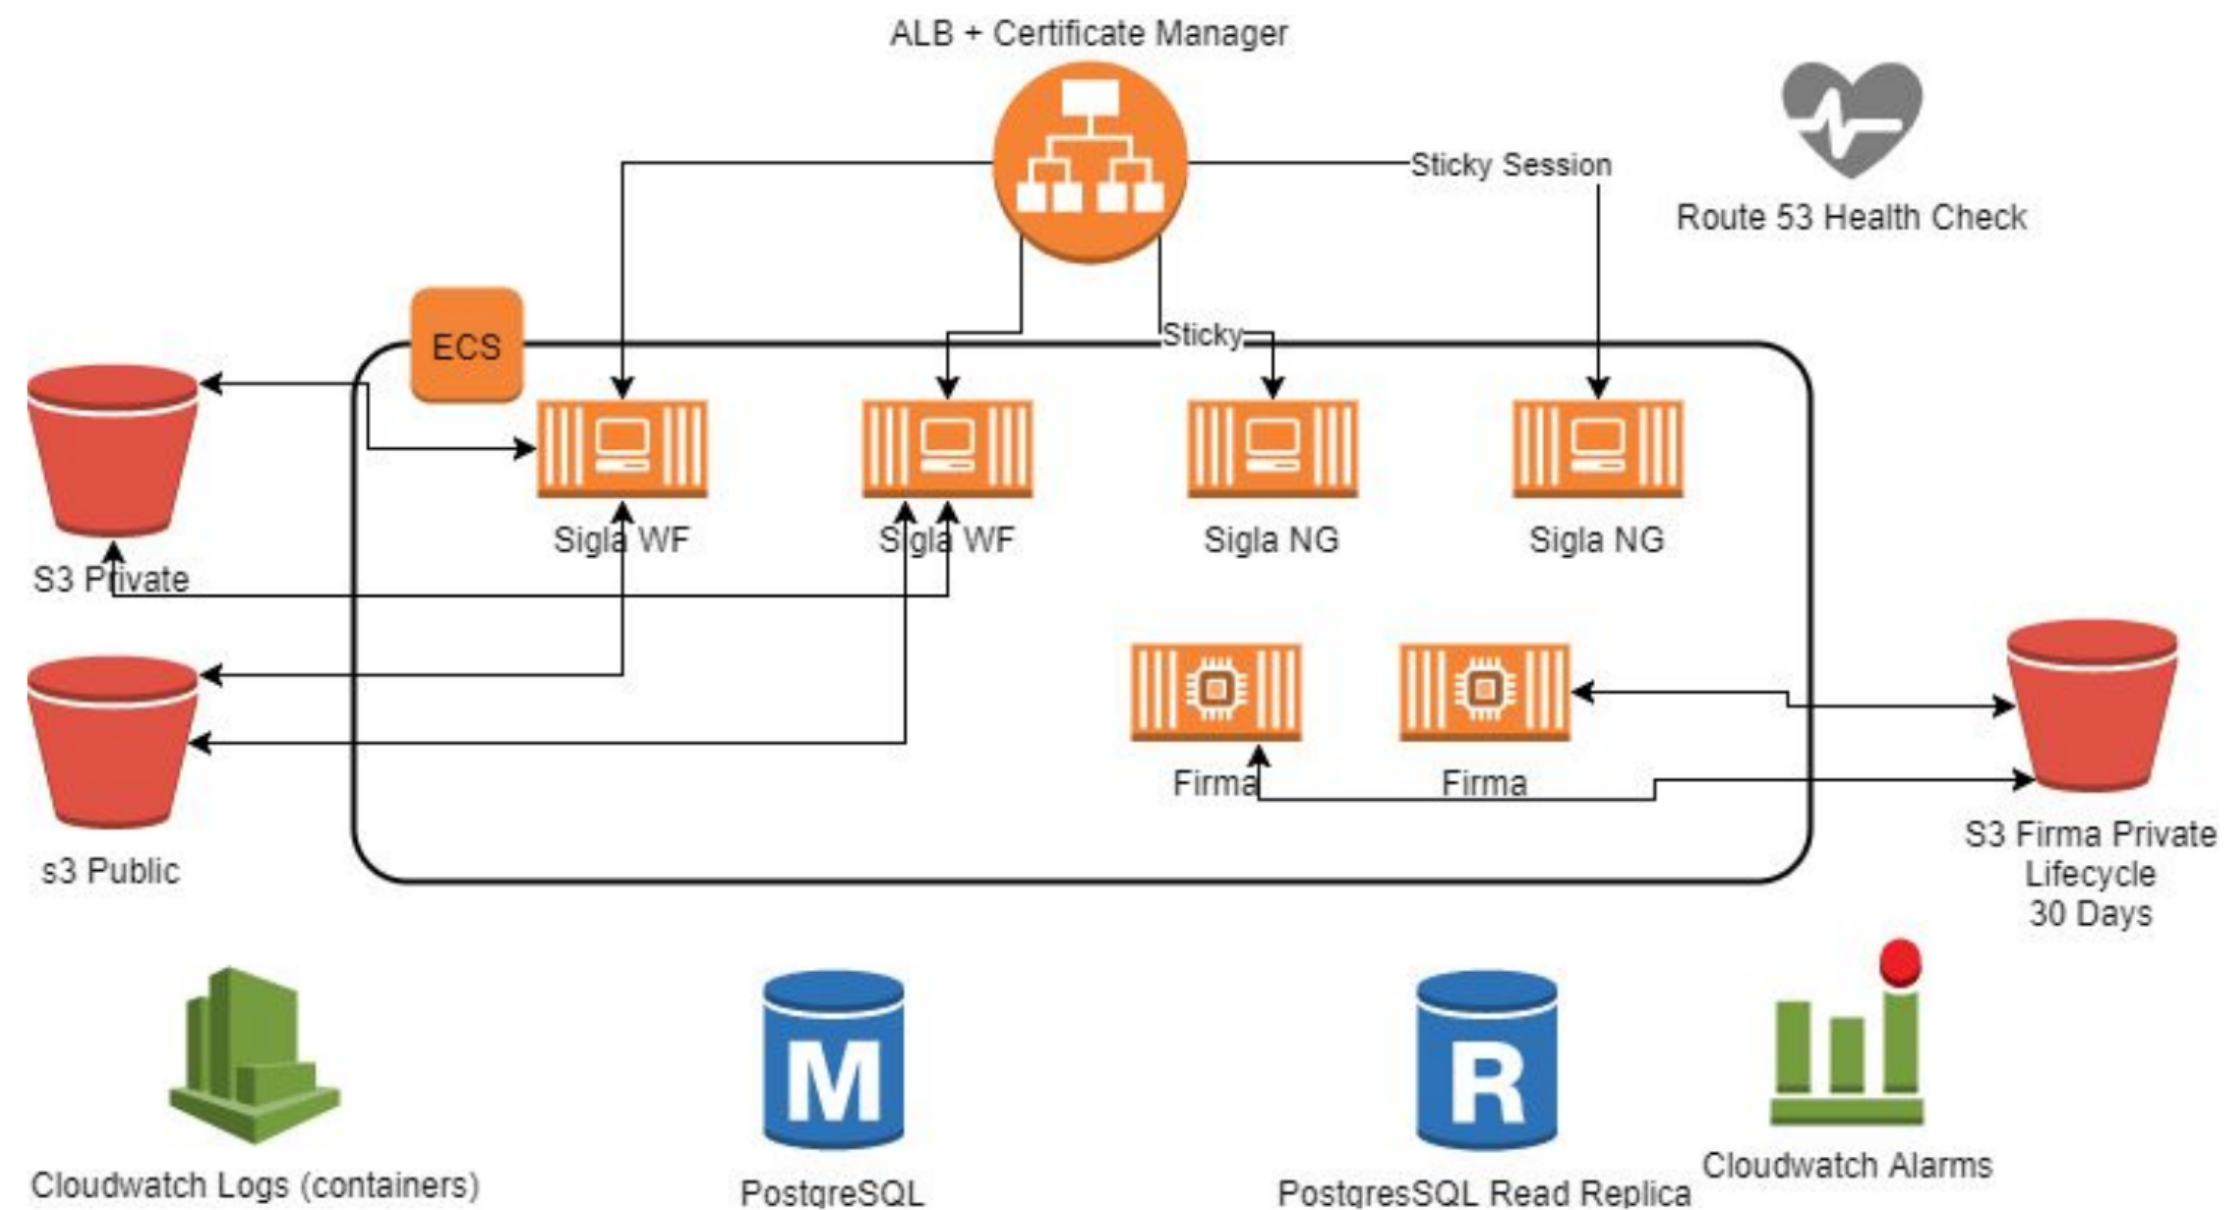 ALB + Certificate Manager
Sticky Session
Route 53 Health Check
Sticky
ECS
Sigla WF
Sigla WF
Sigla NG
Sigla NG
S3 Private
Firma
Firma
s3 Public
S3 Firma Private
Lifecycle
30 Days
M
R
Cloudwatch Logs (containers)
PostgreSQL
PostgresSQL Read Replica
Cloudwatch Alarms